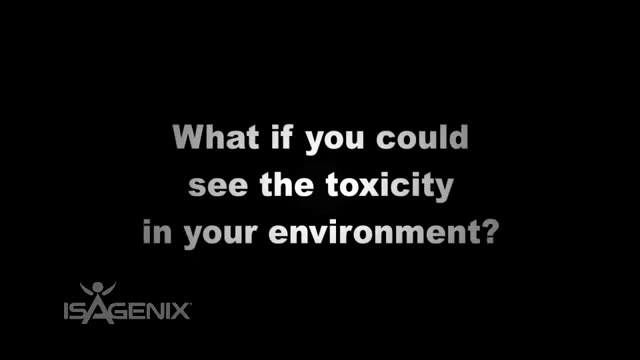 What if you could
see the toxicity
in your environment?
ISAGENIX